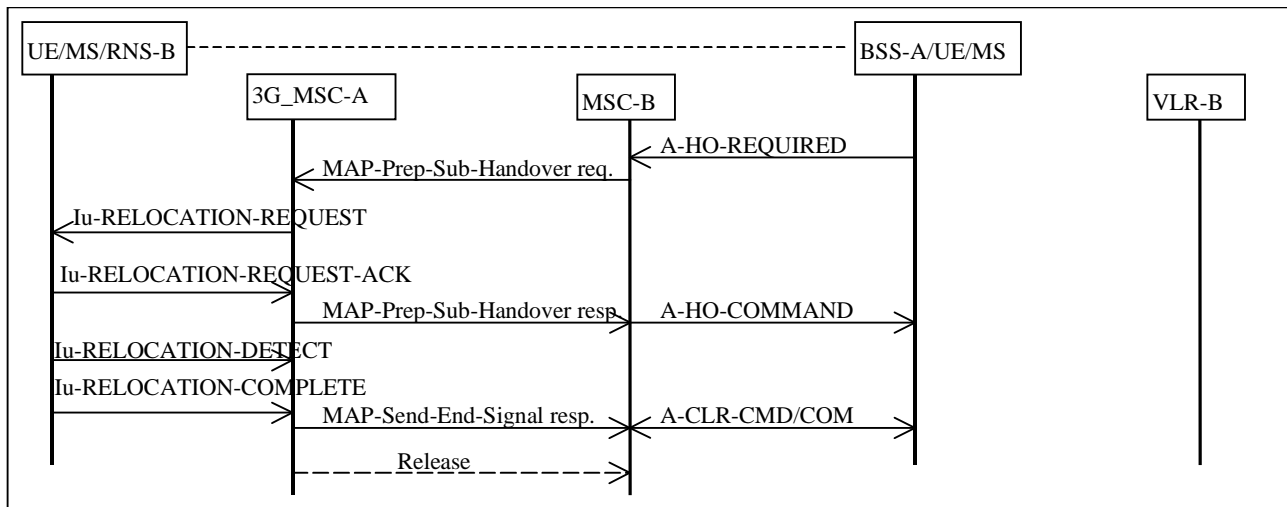 UE/MS/RNS-B
BSS-A/UE/MS
3G_MSC-A
MSC-B
VLR-B
A-HO-REQUIRED
MAP-Prep-Sub-Handover req.
Iu-RELOCATION-REQUEST
Iu-RELOCATION-REQUEST-ACK
MAP-Prep-Sub-Handover resp.
A-HO-COMMAND
Iu-RELOCATION-DETECT
Iu-RELOCATION-COMPLETE
MAP-Send-End-Signal resp.
A-CLR-CMD/COM
Release